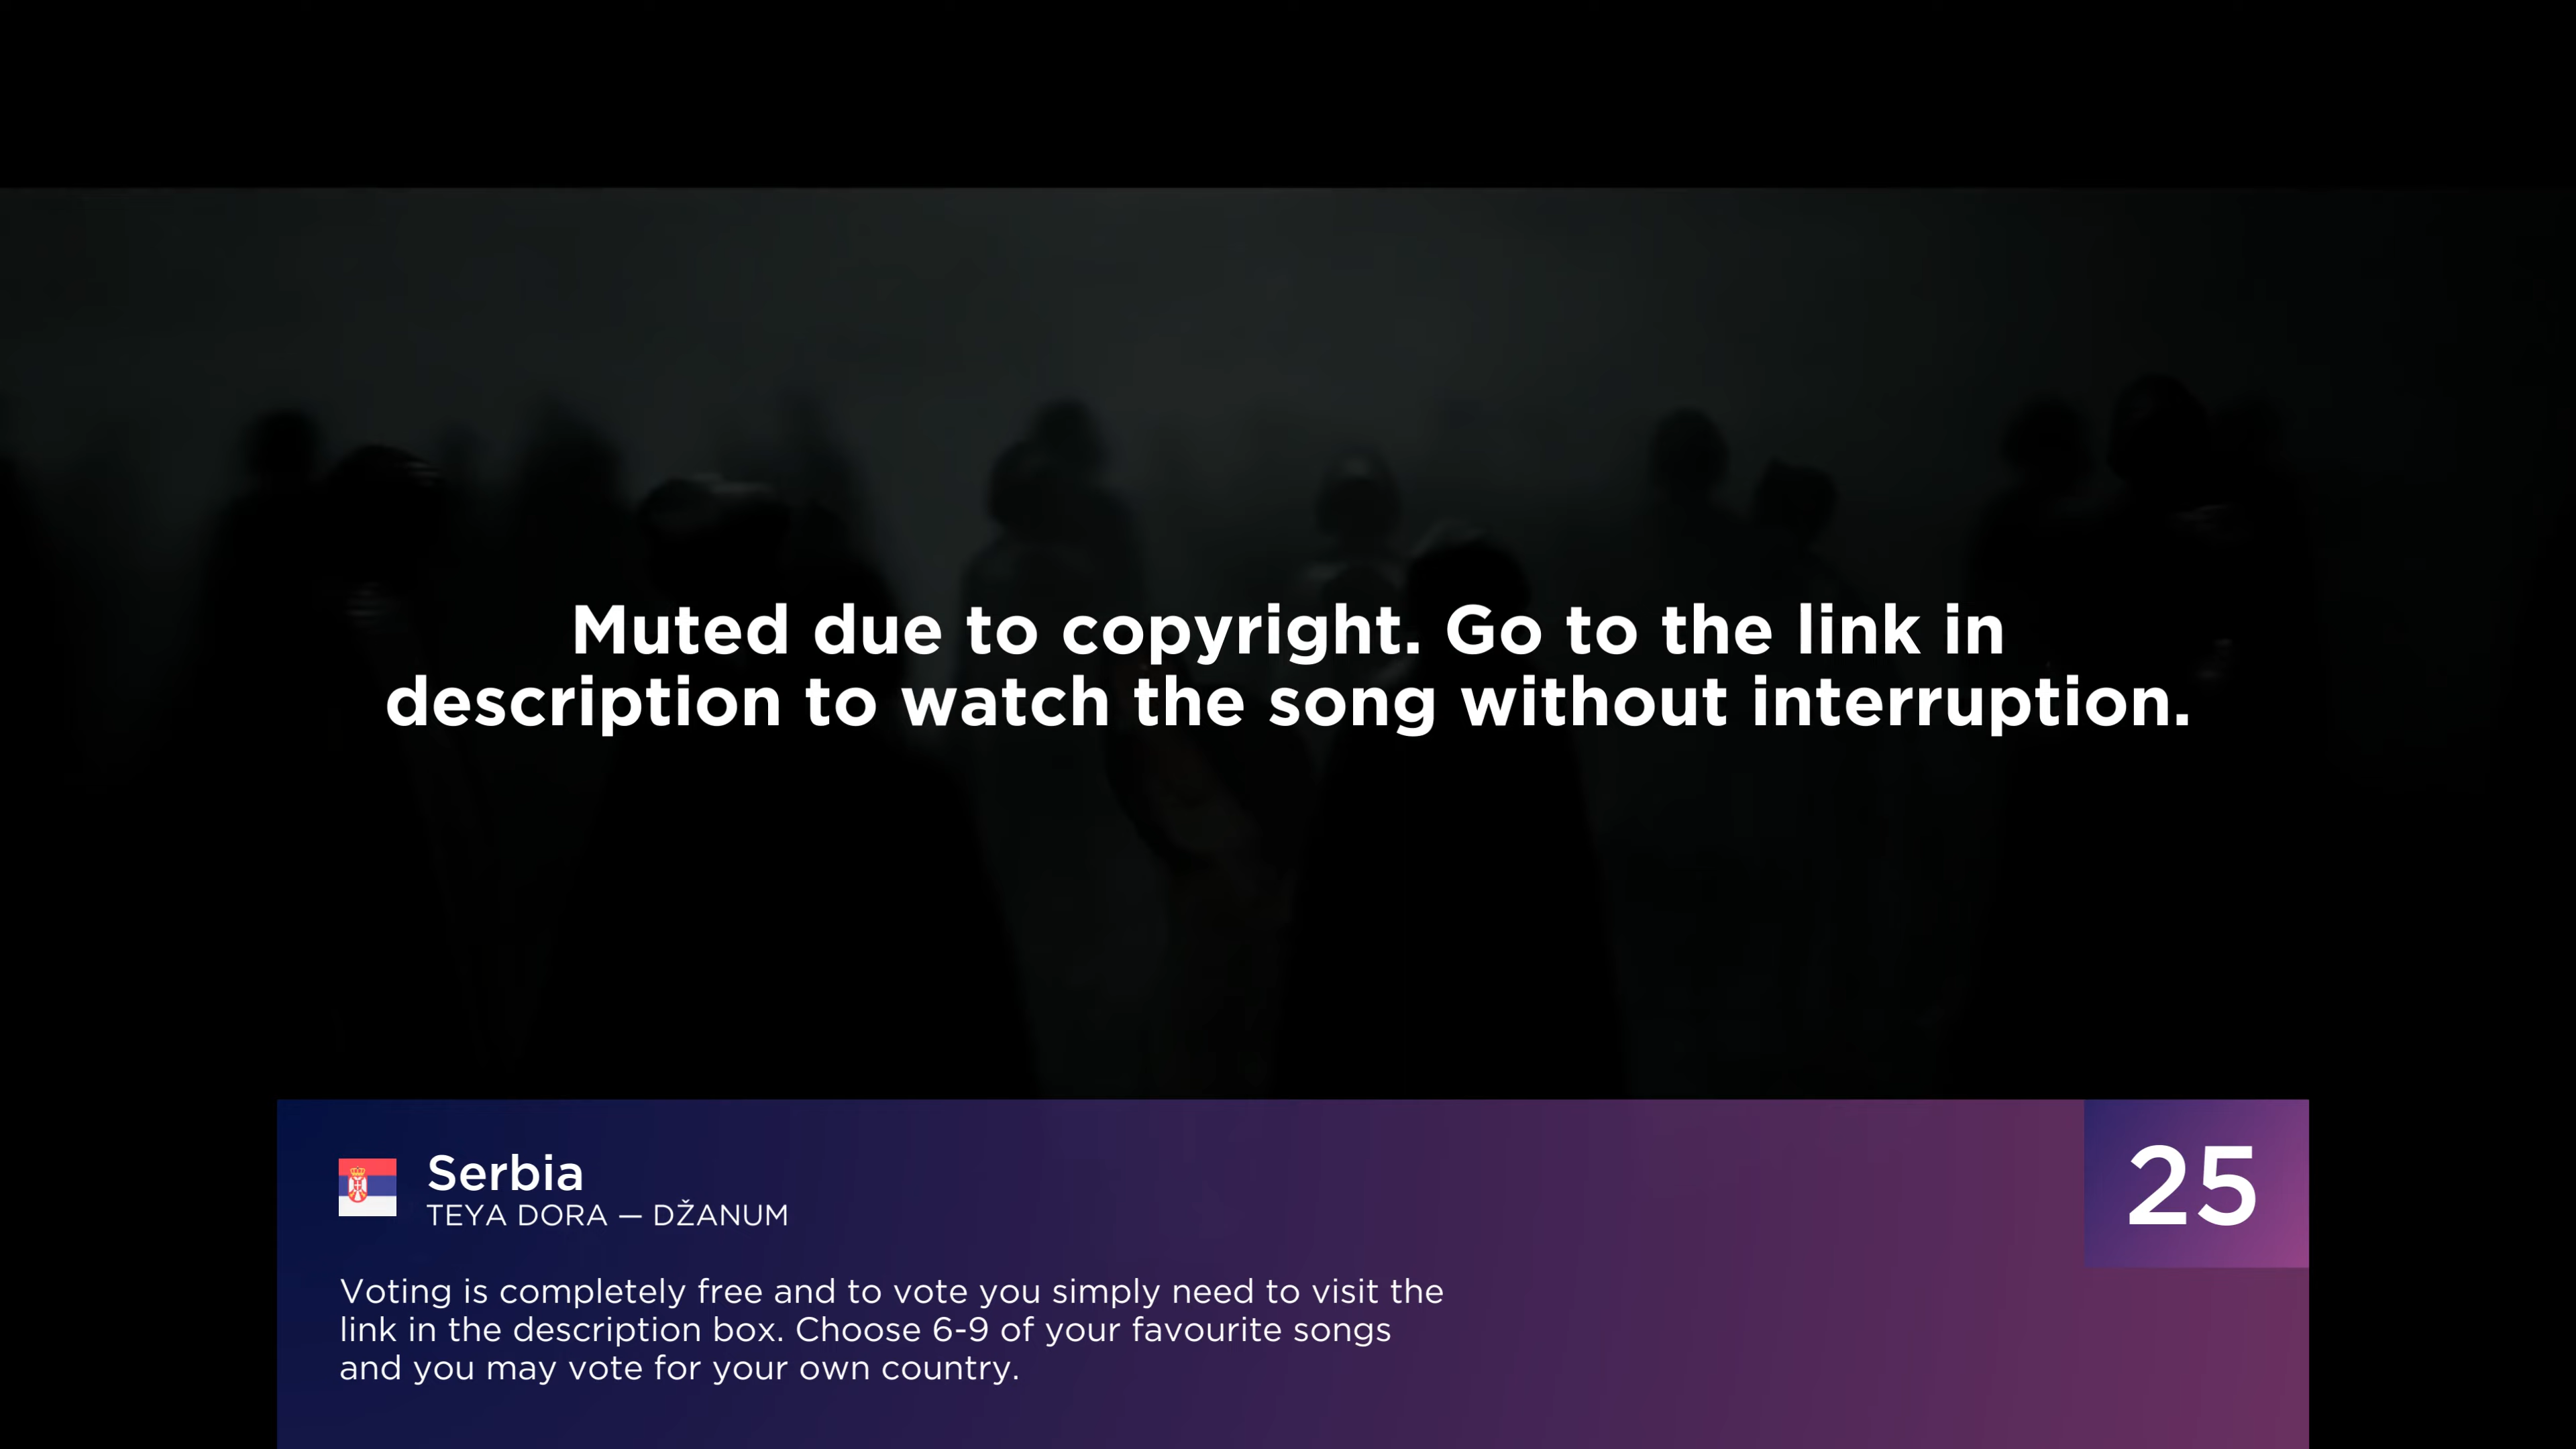 Muted due to copyright. Go to the link in
description to watch the song without interruption.
Serbia
TEYA DORA — DŽANUM
25
Voting is completely free and to vote you simply need to visit the
link in the description box. Choose 6-9 of your favourite songs
and you may vote for your own country.